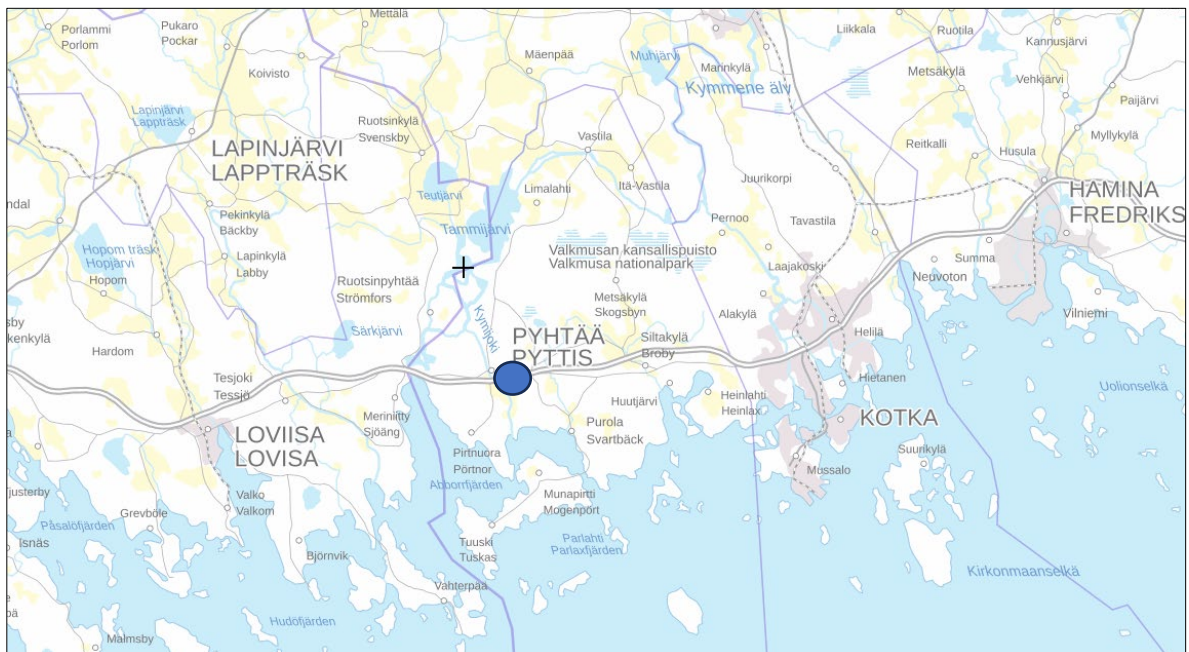 Porlammi
Porlom
Pukaro
Pockar
Mettälä
Liikkala
Ruotila
Kannusjärvi
Mäenpää
Muhjärvi
Marinkylä
Koivisto
Metsäkylä
Vehkjärvi
Kymmene älv
Paijärvi
Lapinjärvi
Lappträsk
Ruotsinkylä
Svenskby
Vastila
Myllykylä
LAPINJÄRVI
LAPPTRÄSK
Reitkalli
Husula
Juurikorpi
Teutjärvi
Limalahti
Itä-Vastila
HAMINA
FREDRIKS
ndal
Pekinkylä
Bäckby
Tammijärvi
Pernoo
Tavastila
Hopom träsk
Hopjärvi
Hopom
Lapinkylä
Labby
Valkmusan kansallispuisto
Valkmusa nationalpark
Laajakoski
Summa
Neuvoton
Ruotsinpyhtää
Strömfors
Metsäkylä
Skogsbyn
Vilniemi
sby
kenkylä
Särkjärvi
Kymijoki
Alakylä
PYHTÄÄ
PYTTIS
Siltakylä
Broby
Helilä
Hardom
Tesjoki
Tessjö
Hietanen
Uolionselkä
Meriniitty
Sjöäng
Huutjärvi
Heinlahti
Heinlax
LOVIISA
LOVISA
Purola
Svartbäck
KOTKA
Pirtnuora
Pörtnor
Suurikylä
Mussalo
Abborrfjärden
justerby
Valko
Valkom
Munapirtti
Mogenpört
Grevböle
Påsalöfjärden
Isnäs
Björnvik
Tuuski
Tuskas
Parlahti
Parlaxfjärden
Kirkonmaanselkä
Vahterpää
Hudöfjärden
Malmsby